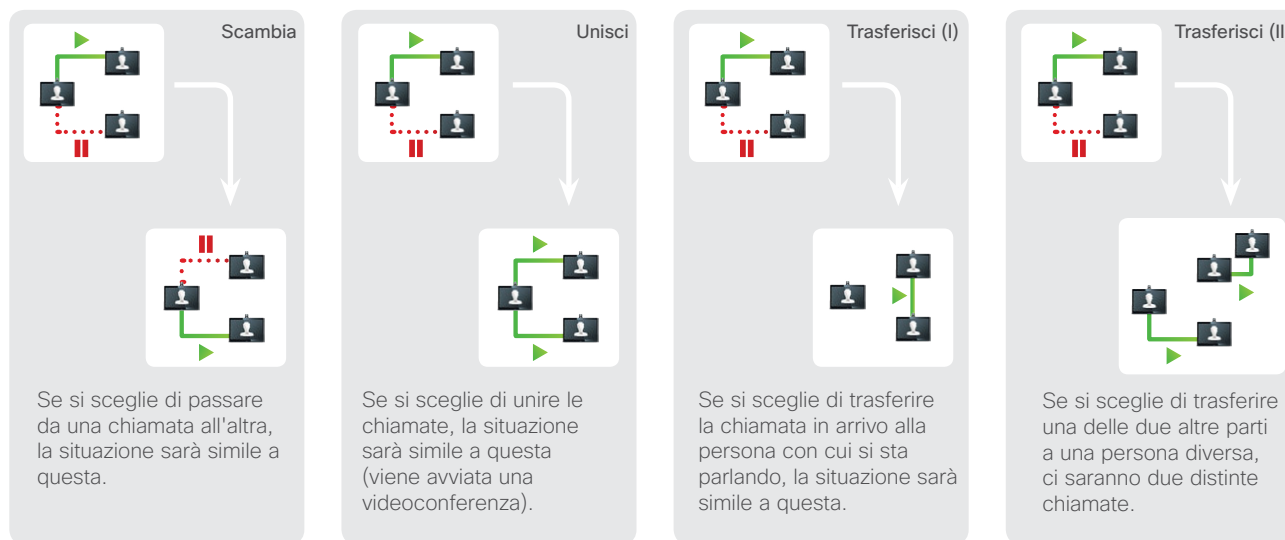 Scambia
Se si sceglie di passare
da una chiamata all'altra,
la situazione sarà simile a
questa.
Unisci
Se si sceglie di unire le
chiamate, la situazione
sarà simile a questa
(viene avviata una
videoconferenza).
Trasferisci (I)
Se si sceglie di trasferire
la chiamata in arrivo alla
persona con cui si sta
parlando, la situazione sarà
simile a questa.
Trasferisci (II
Se si sceglie di trasferire
una delle due altre parti
a una persona diversa,
ci saranno due distinte
chiamate.